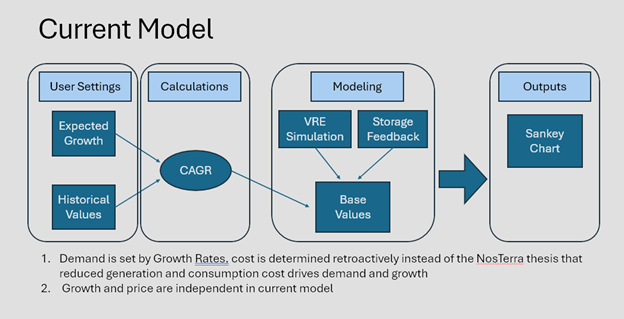 Current Model
User Settings
Calculations
Modeling
Outputs
Expected
Growth
Historical
Values
CAGR
VRE
Simulation
Storage
Feedback
Base
Values
Sankey
Chart
1. Demand is set by Growth Rates, cost is determined retroactively instead of the NosTerra thesis that
reduced generation and consumption cost drives demand and growth
2. Growth and price are independent in current model